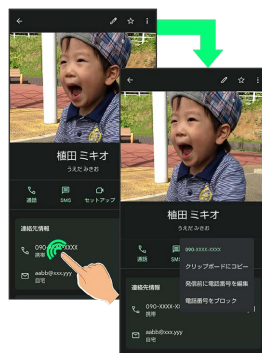 植田 ミキオ
うえだ みきお
通話
SMS
セットアップ
連絡先情報
090-XXXX-XXXX
携帯
aabb@xxx.yyy
自宅
植田 ミキオ
うえだ みきお
通話
SM
090-XXXX-XXXX
クリップボードにコピー
発信前に電話番号を編集
電話番号をブロック
連絡先情報
090-XXXX-X
携帯
aabb@xxx.yyy
自宅